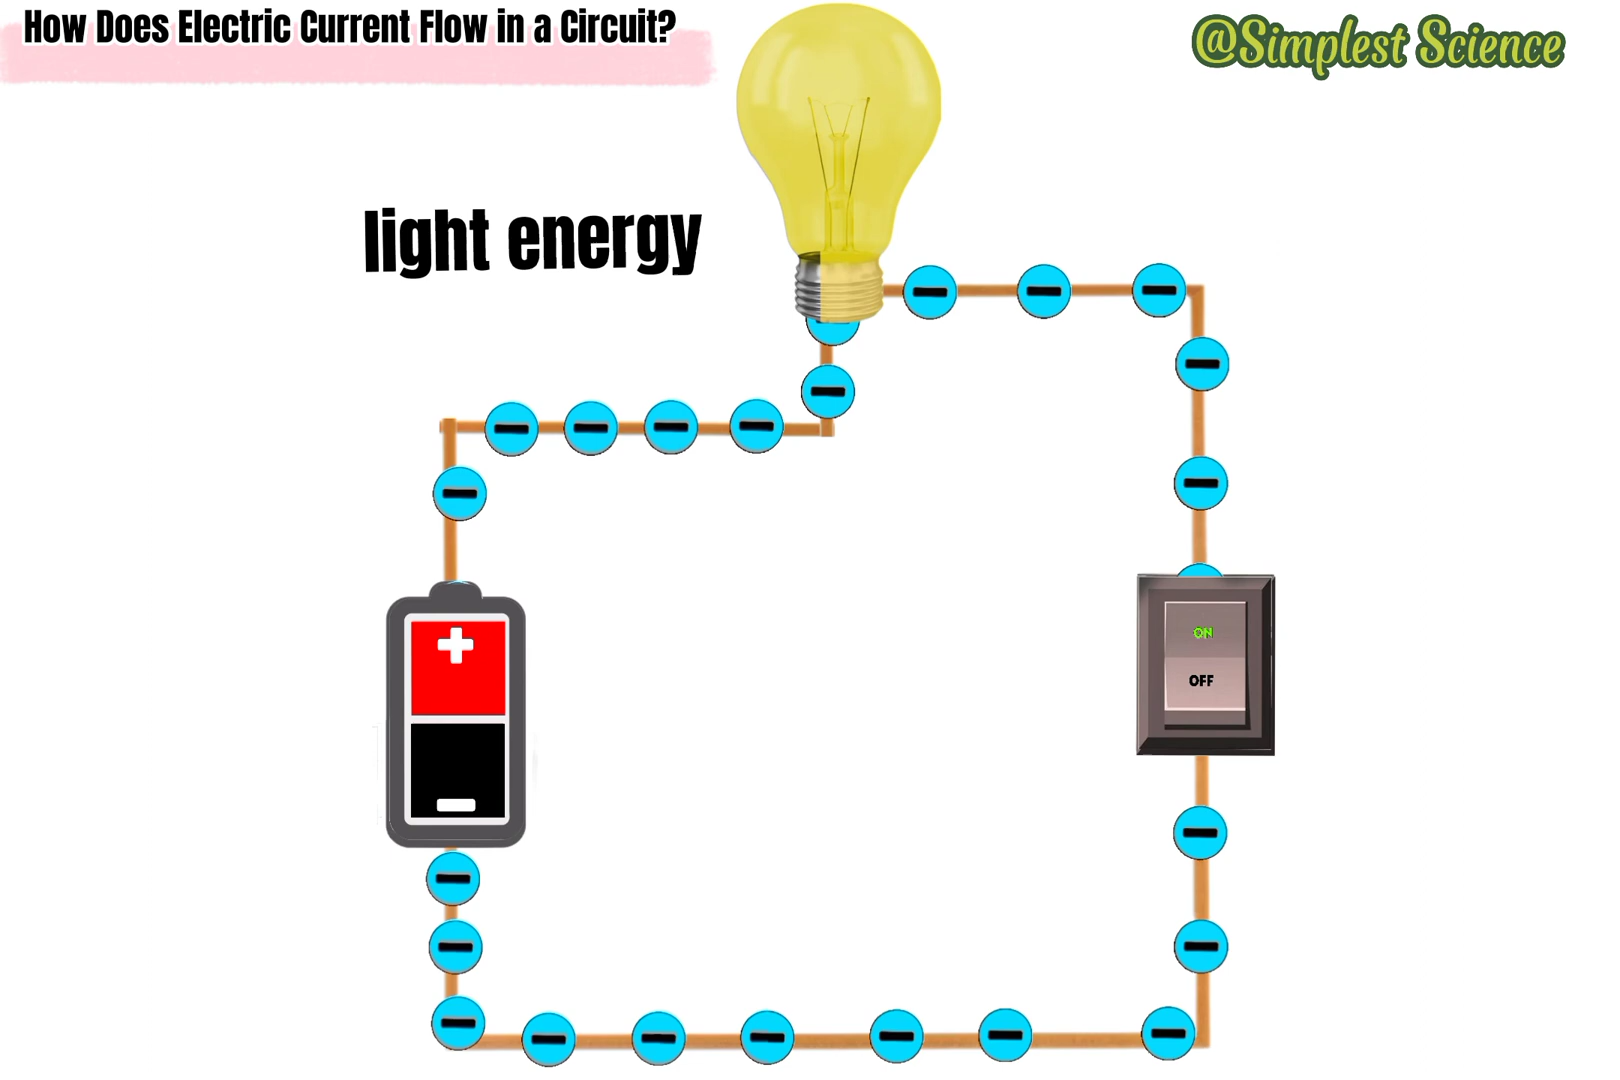 How Does Electric Current Flow in a Circuit?
@Simplest Science
light energy
ON
OFF